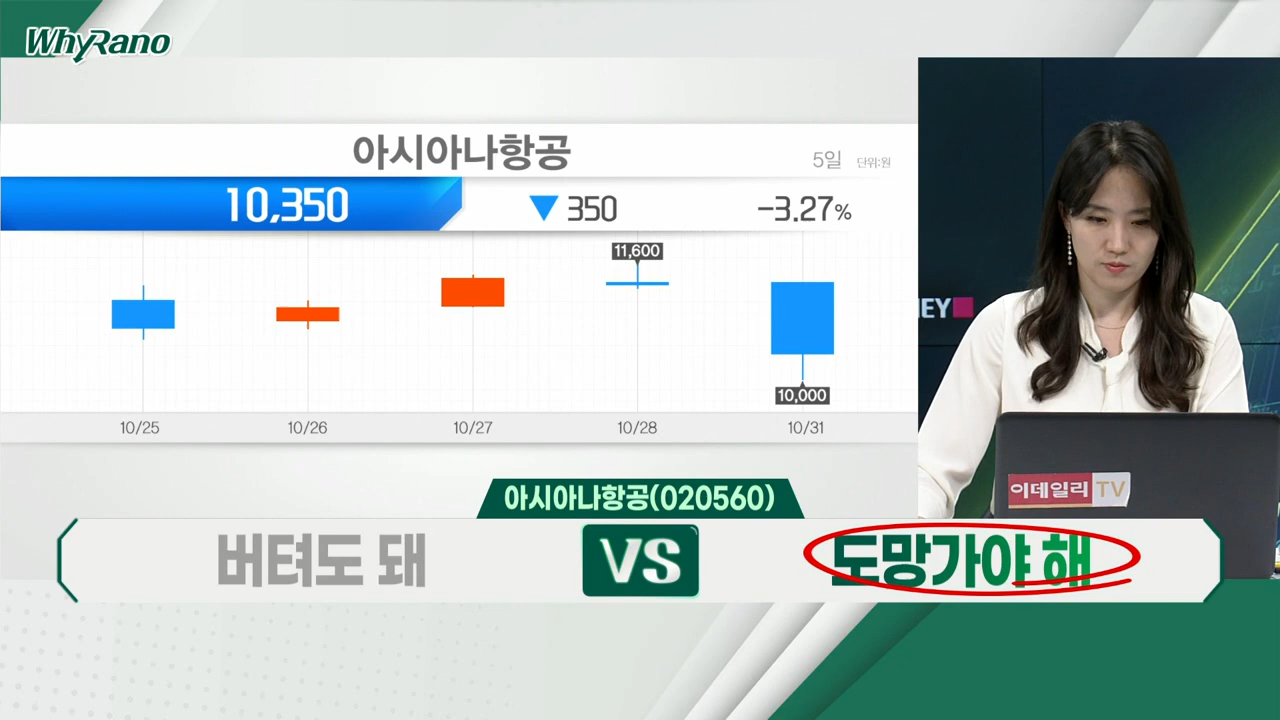 WhyRano
아시아나항공
5일 단위:원
10,350 ▼ 350 -3.27%
11,600
10,000
10/25 10/26 10/27 10/28 10/31
EY
이데일리 TV
아시아나항공(020560)
버텨도 돼 VS 도망가야 해